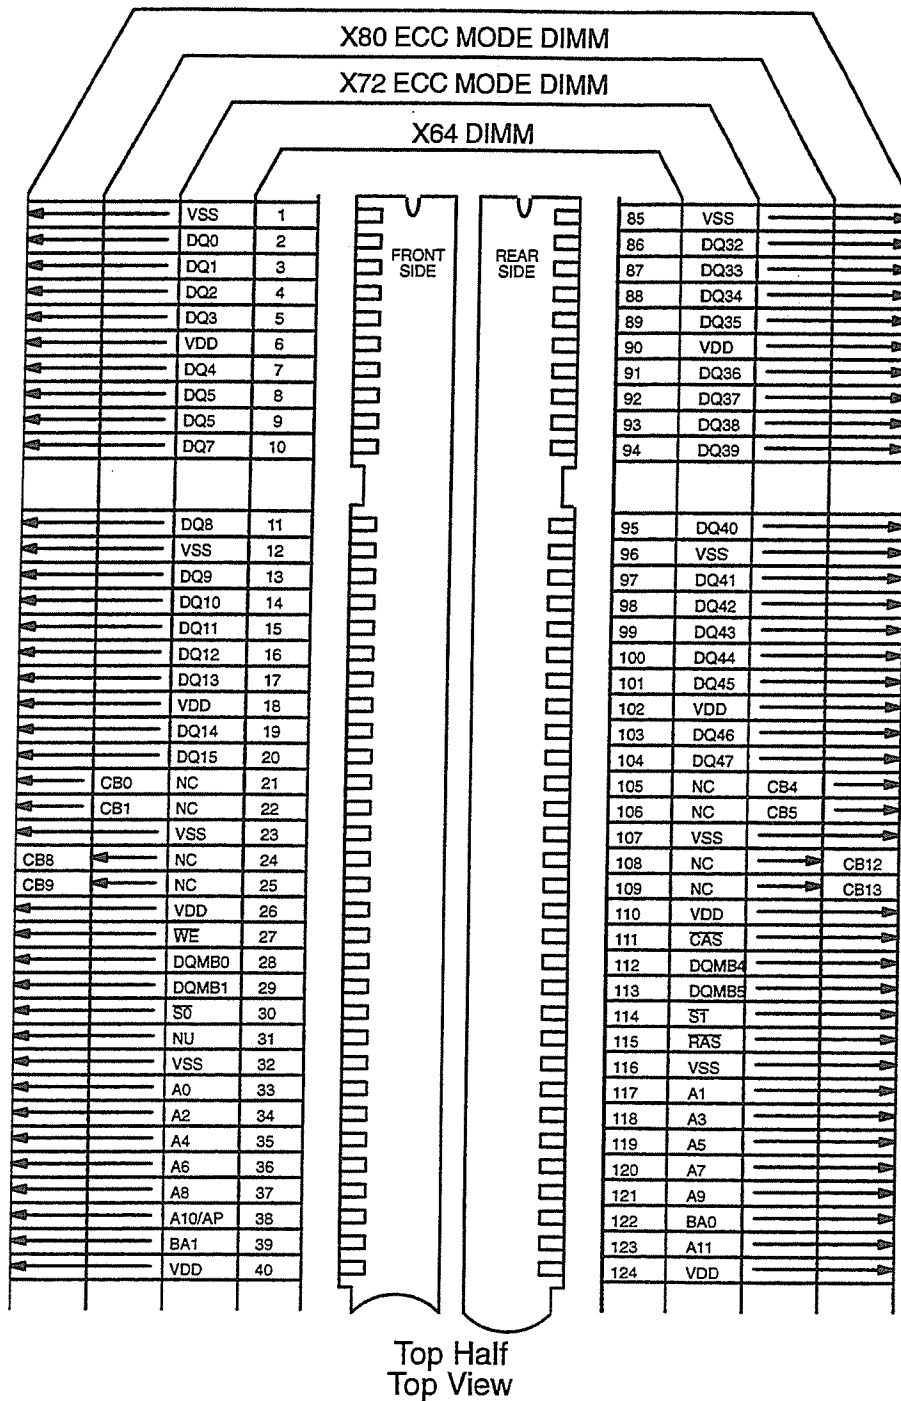 X80 ECC MODE DIMM
X72 ECC MODE DIMM
X64 DIMM
FRONT SIDE
REAR SIDE
VSS 1 85 VSS
DQ0 2 86 DQ32
DQ1 3 87 DQ33
DQ2 4 88 DQ34
DQ3 5 89 DQ35
VDD 6 90 VDD
DQ4 7 91 DQ36
DQ5 8 92 DQ37
DQ5 9 93 DQ38
DQ7 10 94 DQ39
DQ8 11 95 DQ40
VSS 12 96 VSS
DQ9 13 97 DQ41
DQ10 14 98 DQ42
DQ11 15 99 DQ43
DQ12 16 100 DQ44
DQ13 17 101 DQ45
VDD 18 102 VDD
DQ14 19 103 DQ46
DQ15 20 104 DQ47
CB0 NC 21 105 NC CB4
CB1 NC 22 106 NC CB5
VSS 23 107 VSS
CB8 NC 24 108 NC CB12
CB9 NC 25 109 NC CB13
VDD 26 110 VDD
W̅E̅ 27 111 C̅A̅S̅
DQMB0 28 112 DQMB4
DQMB1 29 113 DQMB5
S̅0̅ 30 114 S̅1̅
NU 31 115 R̅A̅S̅
VSS 32 116 VSS
A0 33 117 A1
A2 34 118 A3
A4 35 119 A5
A6 36 120 A7
A8 37 121 A9
A10/AP 38 122 BA0
BA1 39 123 A11
VDD 40 124 VDD
Top Half
Top View